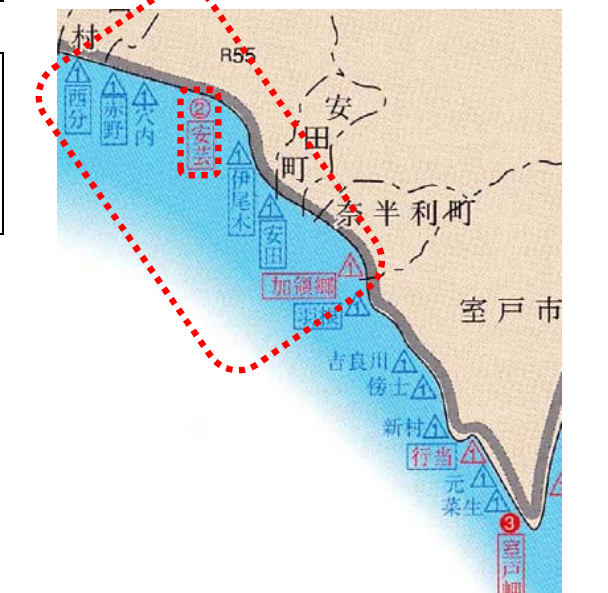 村
R55
西分
赤野
穴内
②
安芸
伊尾木
安田
安
田
町
奈半利町
加領郷
羽根
室戸市
吉良川
傍士
新村
行当
元
菜生
❸
室戸岬